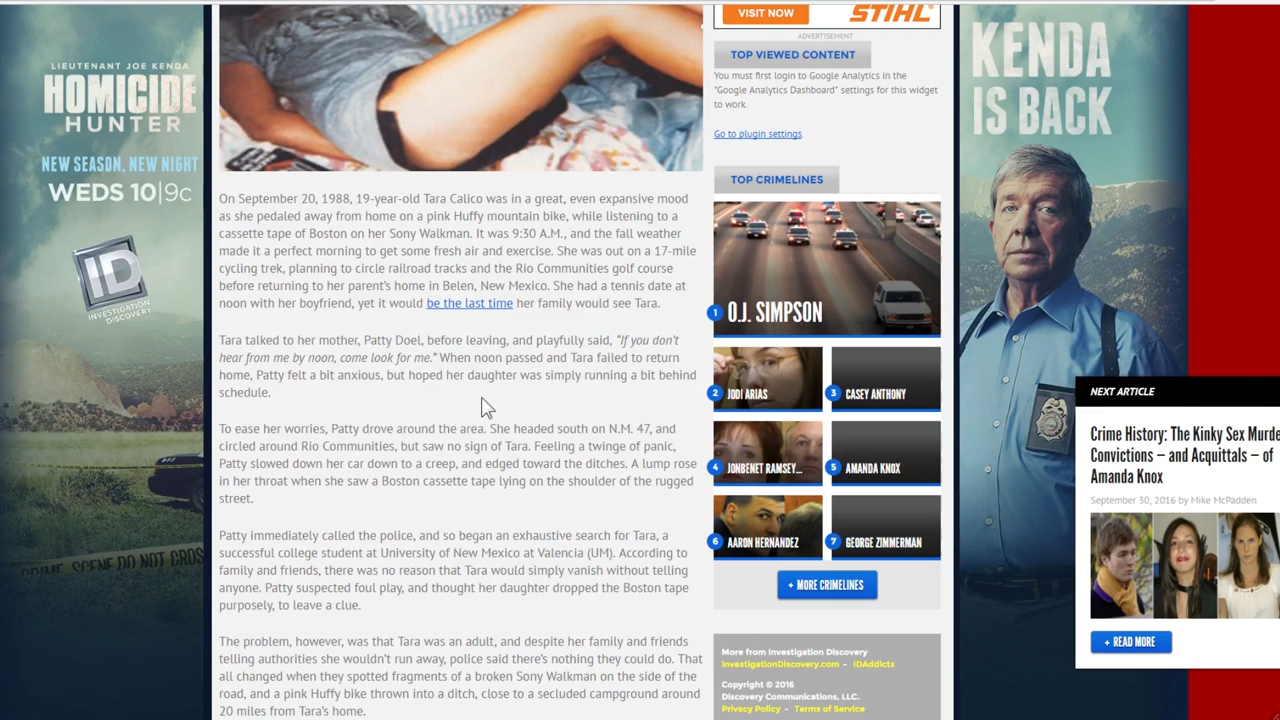 LIEUTENANT JOE KENDA
HOMICIDE
HUNTER
NEW SEASON, NEW NIGHT
WEDS 10|9c
ID
INVESTIGATION
DISCOVERY
CRIME SCENE DO NOT CROS
On September 20, 1988, 19-year-old Tara Calico was in a great, even expansive mood
as she pedaled away from home on a pink Huffy mountain bike, while listening to a
cassette tape of Boston on her Sony Walkman. It was 9:30 A.M., and the fall weather
made it a perfect morning to get some fresh air and exercise. She was out on a 17-mile
cycling trek, planning to circle railroad tracks and the Rio Communities golf course
before returning to her parent's home in Belen, New Mexico. She had a tennis date at
noon with her boyfriend, yet it would be the last time her family would see Tara.
Tara talked to her mother, Patty Doel, before leaving, and playfully said, "If you don't
hear from me by noon, come look for me." When noon passed and Tara failed to return
home, Patty felt a bit anxious, but hoped her daughter was simply running a bit behind
schedule.
To ease her worries, Patty drove around the area. She headed south on N.M. 47, and
circled around Rio Communities, but saw no sign of Tara. Feeling a twinge of panic,
Patty slowed down her car down to a creep, and edged toward the ditches. A lump rose
in her throat when she saw a Boston cassette tape lying on the shoulder of the rugged
street.
Patty immediately called the police, and so began an exhaustive search for Tara, a
successful college student at University of New Mexico at Valencia (UM). According to
family and friends, there was no reason that Tara would simply vanish without telling
anyone. Patty suspected foul play, and thought her daughter dropped the Boston tape
purposely, to leave a clue.
The problem, however, was that Tara was an adult, and despite her family and friends
telling authorities she wouldn't run away, police said there's nothing they could do. That
all changed when they spotted fragments of a broken Sony Walkman on the side of the
road, and a pink Huffy bike thrown into a ditch, close to a secluded campground around
20 miles from Tara's home.
VISIT NOW
STIHL
ADVERTISEMENT
TOP VIEWED CONTENT
You must first login to Google Analytics in the
"Google Analytics Dashboard" settings for this widget
to work.
Go to plugin settings.
TOP CRIMELINES
1 O.J. SIMPSON
2 JODI ARIAS
3 CASEY ANTHONY
4 JONBENET RAMSEY...
5 AMANDA KNOX
6 AARON HERNANDEZ
7 GEORGE ZIMMERMAN
+ MORE CRIMELINES
More from Investigation Discovery
InvestigationDiscovery.com - IDAddicts
Copyright © 2016
Discovery Communications, LLC.
Privacy Policy - Terms of Service
KENDA
IS BACK
NEXT ARTICLE
Crime History: The Kinky Sex Murde
Convictions – and Acquittals – of
Amanda Knox
September 30, 2016 by Mike McPadden
+ READ MORE